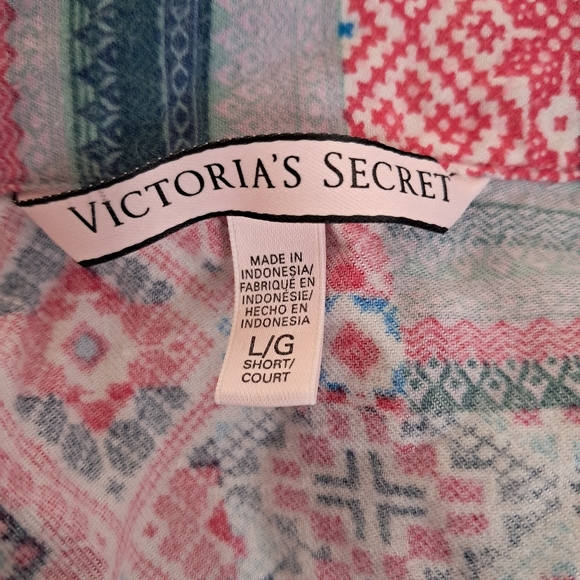 VICTORIA'S SECRET
MADE IN
INDONESIA/
FABRIQUÉ EN
INDONÉSIE/
HECHO EN
INDONESIA
L/G
SHORT/
COURT